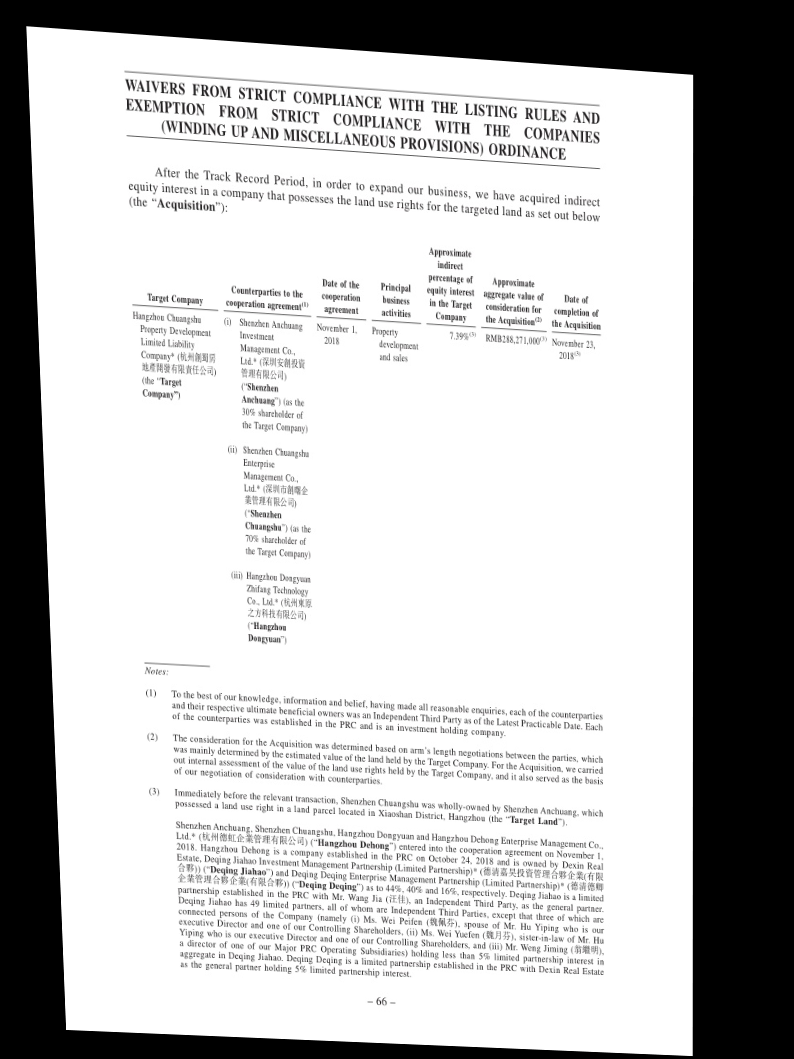 WAIVERS FROM STRICT COMPLIANCE WITH THE LISTING RULES AND
EXEMPTION FROM STRICT COMPLIANCE WITH THE COMPANIES
(WINDING UP AND MISCELLANEOUS PROVISIONS) ORDINANCE
After the Track Record Period, in order to expand our business, we have acquired indirect
equity interest in a company that possesses the land use rights for the targeted land as set out below
(the “Acquisition”):
Target Company
Counterparties to the
cooperation agreement(1)
Date of the
cooperation
agreement
Principal
business
activities
Approximate
indirect
percentage of
equity interest
in the Target
Company
Approximate
aggregate value of
consideration for
the Acquisition(2)
Date of
completion of
the Acquisition
Hangzhou Chuangshu
Property Development
Limited Liability
Company* (杭州創曙房
地產開發有限責任公司)
(the “Target
Company”)
(i) Shenzhen Anchuang
Investment
Management Co.,
Ltd.* (深圳安創投資
管理有限公司)
(“Shenzhen
Anchuang”) (as the
30% shareholder of
the Target Company)
(ii) Shenzhen Chuangshu
Enterprise
Management Co.,
Ltd.* (深圳市創曙企
業管理有限公司)
(“Shenzhen
Chuangshu”) (as the
70% shareholder of
the Target Company)
(iii) Hangzhou Dongyuan
Zhifang Technology
Co., Ltd.* (杭州東原
之方科技有限公司)
(“Hangzhou
Dongyuan”)
November 1,
2018
Property
development
and sales
7.39%(3)
RMB288,271,000(3)
November 23,
2018(3)
Notes:
(1) To the best of our knowledge, information and belief, having made all reasonable enquiries, each of the counterparties
and their respective ultimate beneficial owners was an Independent Third Party as of the Latest Practicable Date. Each
of the counterparties was established in the PRC and is an investment holding company.
(2) The consideration for the Acquisition was determined based on arm’s length negotiations between the parties, which
was mainly determined by the estimated value of the land held by the Target Company. For the Acquisition, we carried
out internal assessment of the value of the land use rights held by the Target Company, and it also served as the basis
of our negotiation of consideration with counterparties.
(3) Immediately before the relevant transaction, Shenzhen Chuangshu was wholly-owned by Shenzhen Anchuang, which
possessed a land use right in a land parcel located in Xiaoshan District, Hangzhou (the “Target Land”).
Shenzhen Anchuang, Shenzhen Chuangshu, Hangzhou Dongyuan and Hangzhou Dehong Enterprise Management Co.,
Ltd.* (杭州德虹企業管理有限公司) (“Hangzhou Dehong”) entered into the cooperation agreement on November 1,
2018. Hangzhou Dehong is a company established in the PRC on October 24, 2018 and is owned by Dexin Real
Estate, Deqing Jiahao Investment Management Partnership (Limited Partnership)* (德清嘉昊投資管理合夥企業(有限
合夥)) (“Deqing Jiahao”) and Deqing Deqing Enterprise Management Partnership (Limited Partnership)* (德清德卿
企業管理合夥企業(有限合夥)) (“Deqing Deqing”) as to 44%, 40% and 16%, respectively. Deqing Jiahao is a limited
partnership established in the PRC with Mr. Wang Jia (汪佳), an Independent Third Party, as the general partner.
Deqing Jiahao has 49 limited partners, all of whom are Independent Third Parties, except that three of which are
connected persons of the Company (namely (i) Ms. Wei Peifen (魏佩芬), spouse of Mr. Hu Yiping who is our
executive Director and one of our Controlling Shareholders, (ii) Ms. Wei Yuefen (魏月芬), sister-in-law of Mr. Hu
Yiping who is our executive Director and one of our Controlling Shareholders, and (iii) Mr. Weng Jiming (翁繼明),
a director of one of our Major PRC Operating Subsidiaries) holding less than 5% limited partnership interest in
aggregate in Deqing Jiahao. Deqing Deqing is a limited partnership established in the PRC with Dexin Real Estate
as the general partner holding 5% limited partnership interest.
– 66 –